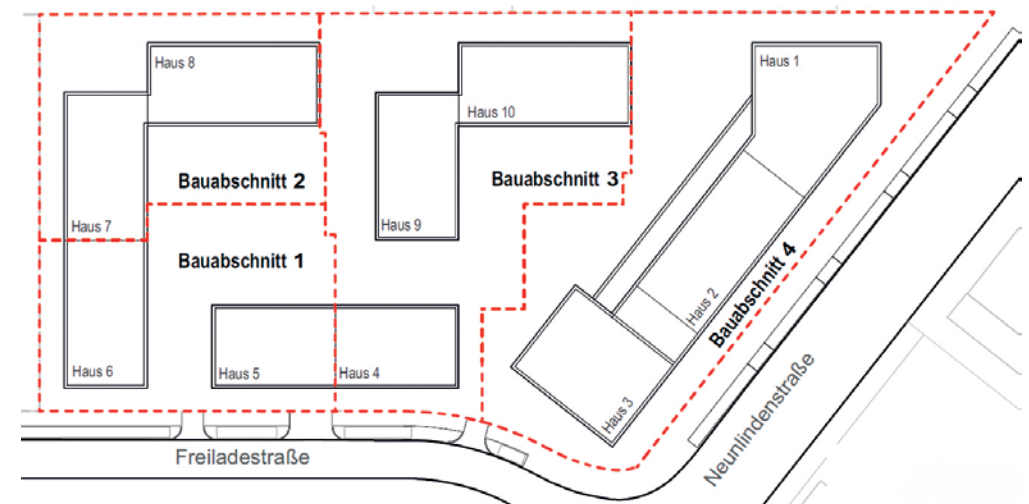 Haus 8
Haus 1
Haus 10
Bauabschnitt 2
Bauabschnitt 3
Haus 7
Haus 9
Bauabschnitt 1
Bauabschnitt 4
Haus 2
Haus 6
Haus 5
Haus 4
Haus 3
Freiladestraße
Neunlindenstraße